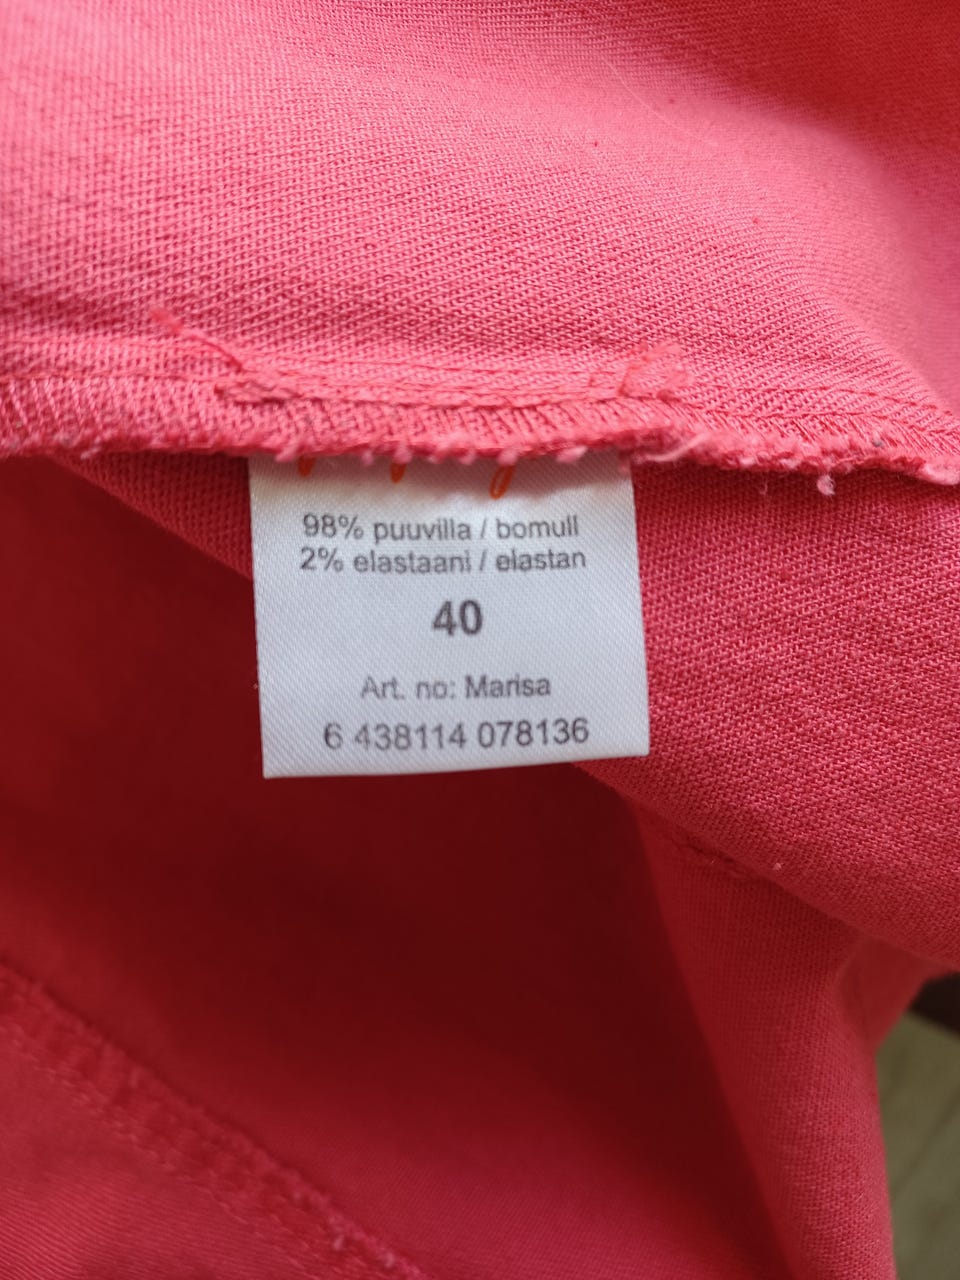 98% puuvilla / bomull
2% elastaani / elastan
40
Art. no: Marisa
6 438114 078136